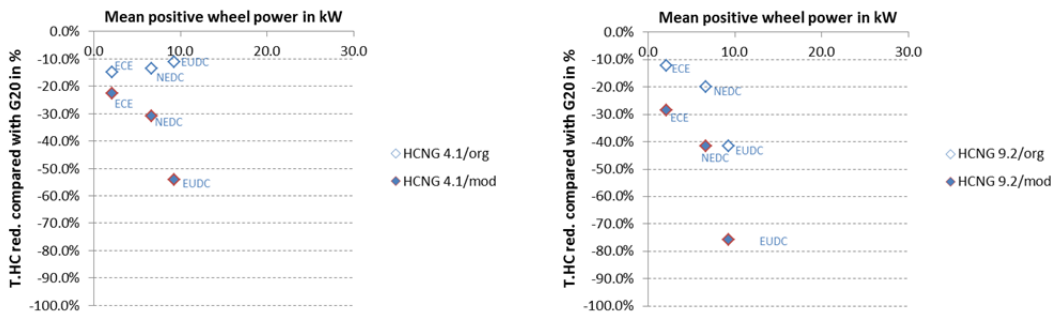 Mean positive wheel power in kW
0.0% 
0.0 10.0 20.0 30.0
-10.0%
-20.0%
-30.0%
-40.0%
-50.0%
-60.0%
-70.0%
-80.0%
-90.0%
-100.0%
T.HC red. compared with G20 in %
ECE
NEDC
EUDC
ECE
NEDC
EUDC
HCNG 4.1/org
HCNG 4.1/mod
Mean positive wheel power in kW
0.0%
0.0 10.0 20.0 30.0
-10.0%
-20.0%
-30.0%
-40.0%
-50.0%
-60.0%
-70.0%
-80.0%
-90.0%
-100.0%
T.HC red. compared with G20 in %
ECE
NEDC
EUDC
ECE
NEDC
EUDC
HCNG 9.2/org
HCNG 9.2/mod